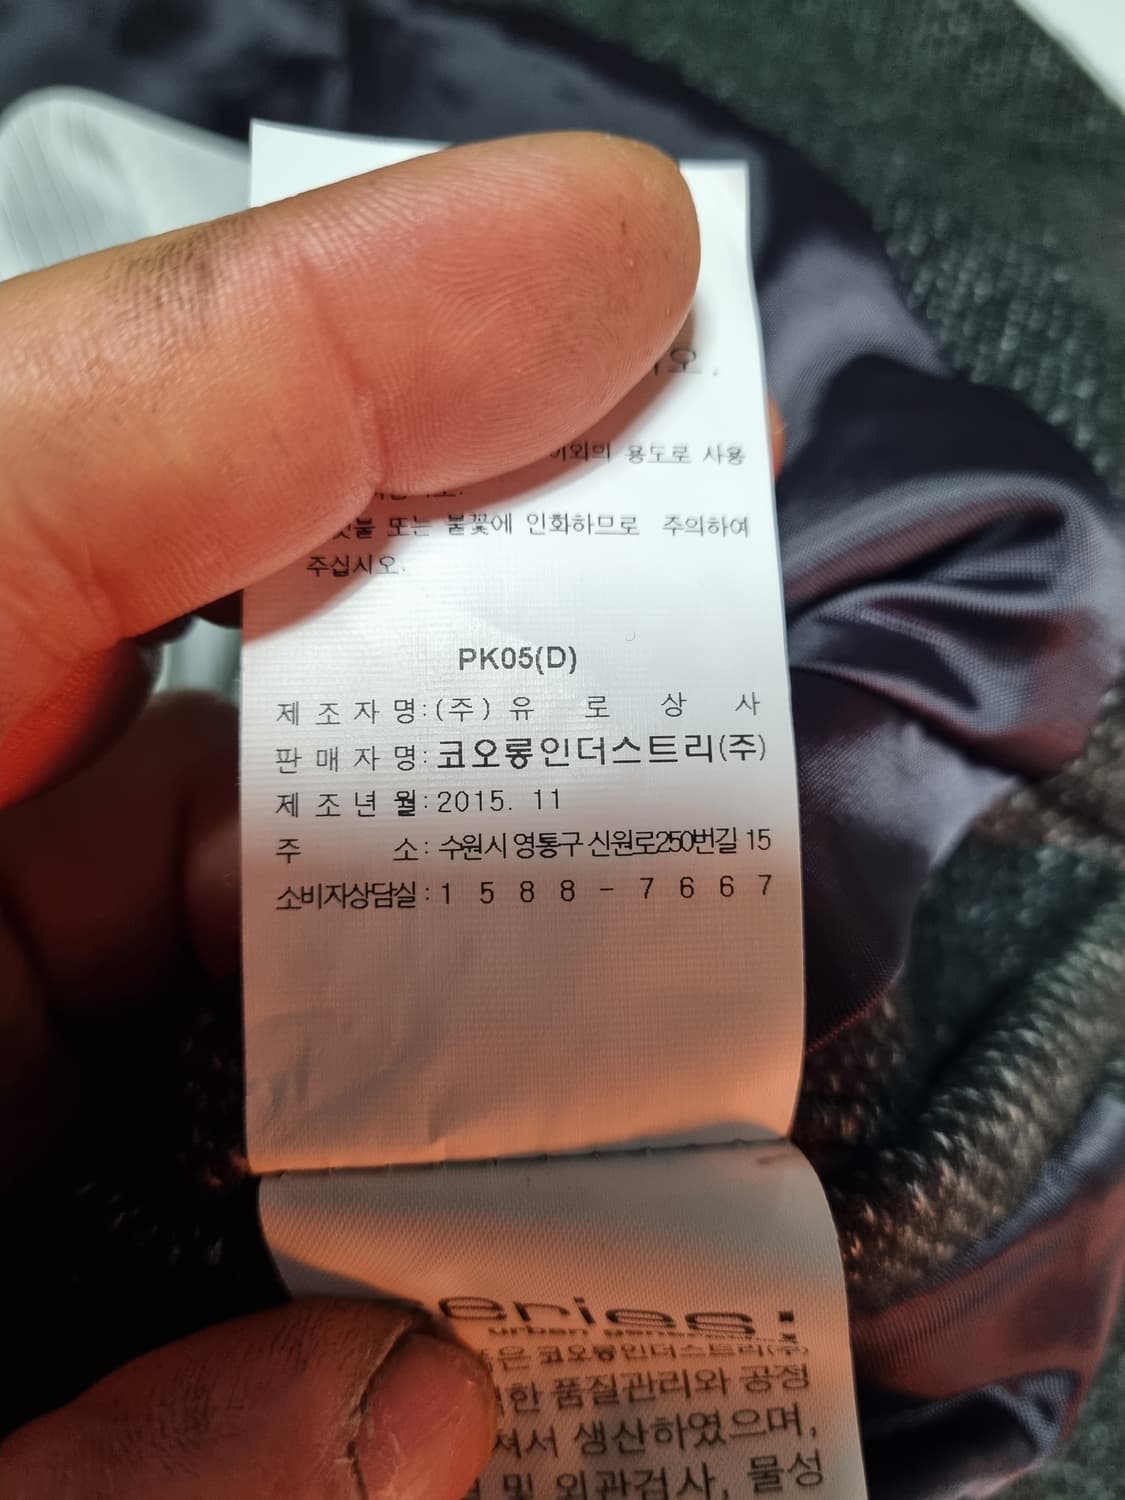 오.
이외의 용도로 사용
또는 불꽃에 인화하므로 주의하여
주십시오.
PK05(D)
제 조 자 명:(주) 유 로 상 사
판 매 자 명:코오롱인더스트리(주)
제 조 년 월:2015. 11
주 소:수원시 영통구 신원로250번길 15
소비자상담실:1 5 8 8 - 7 6 6 7
eries;
urban
은 코오롱인더스트리(주)
한 품질관리와 공정
쳐서 생산하였으며,
및 외관검사, 물성